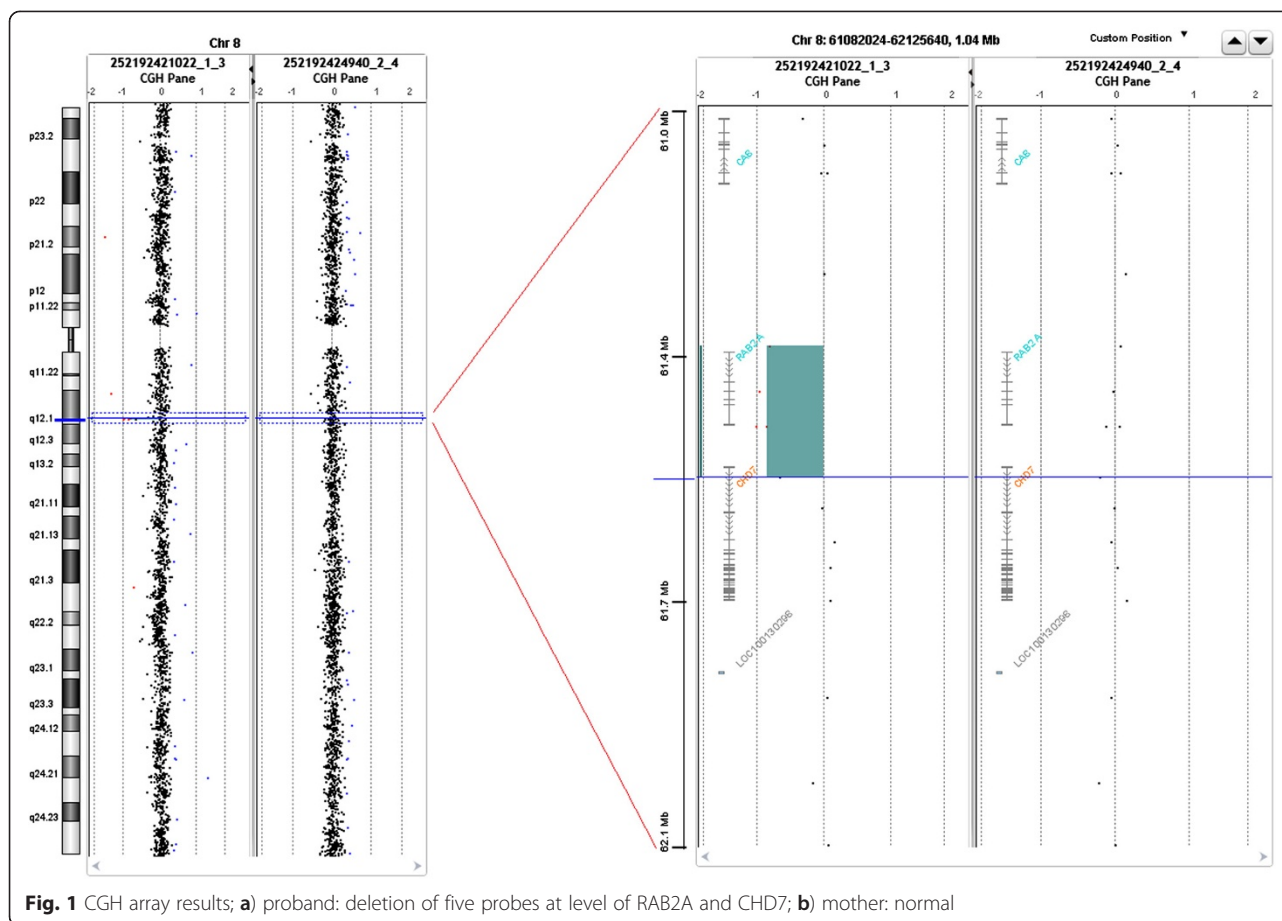 Chr 8
252192421022_1_3
CGH Pane
252192424940_2_4
CGH Pane
-2 -1 0 1 2
-2 -1 0 1 2
p23.2
p22
p21.2
p12
p11.22
q11.22
q12.1
q12.3
q13.2
q21.11
q21.13
q21.3
q22.2
q23.1
q23.3
q24.12
q24.21
q24.23
Chr 8: 61082024-62125640, 1.04 Mb
Custom Position
252192421022_1_3
CGH Pane
252192424940_2_4
CGH Pane
-2 -1 0 1 2
-2 -1 0 1 2
61.0 Mb
61.4 Mb
61.7 Mb
62.1 Mb
CA8
RAB2A
CHD7
LOC100130298
CA8
RAB2A
CHD7
LOC100130298
Fig. 1 CGH array results; a) proband: deletion of five probes at level of RAB2A and CHD7; b) mother: normal